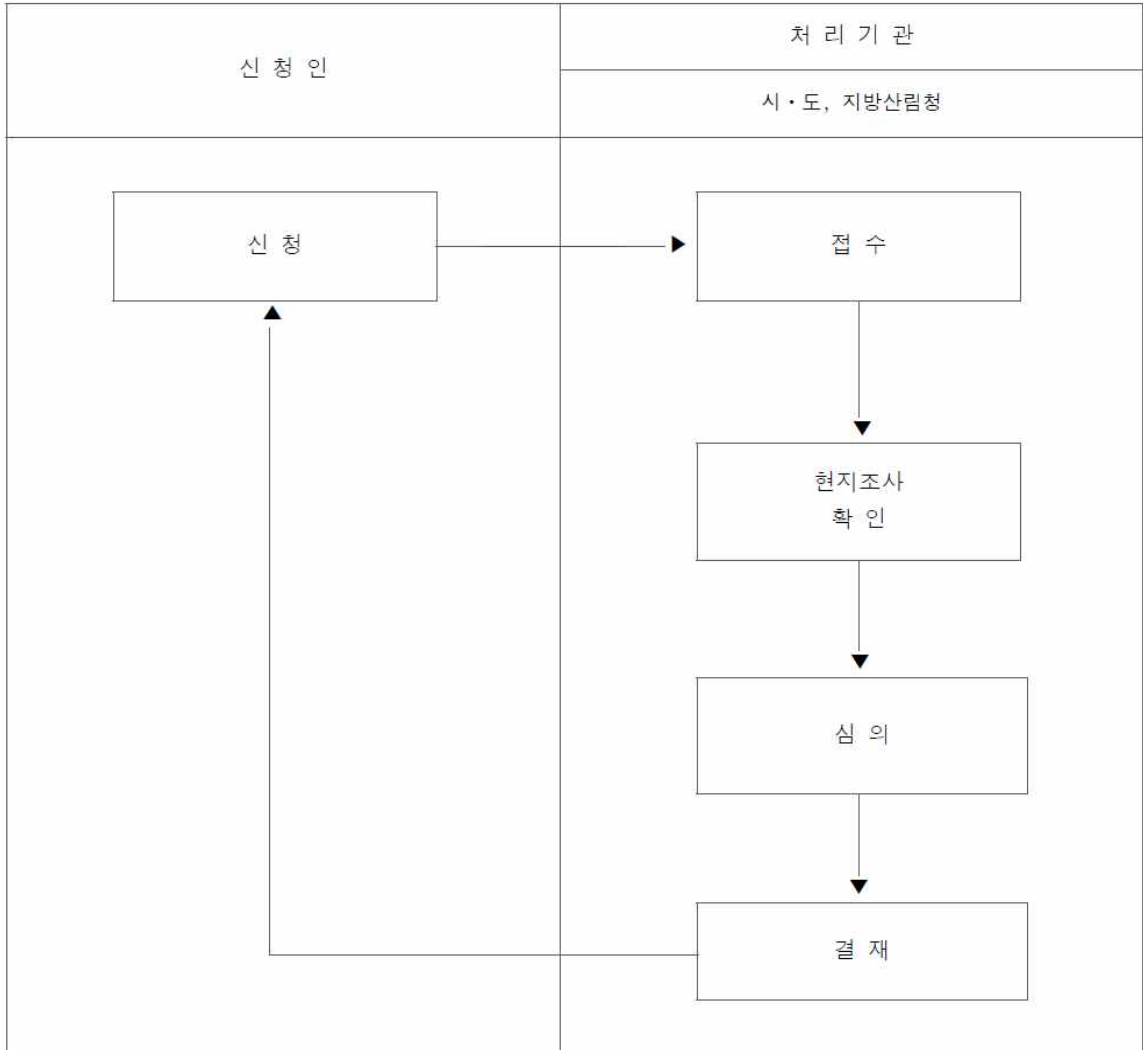 신 청 인
처 리 기 관
시·도, 지방산림청
신 청
접 수
현지조사
확 인
심 의
결 재